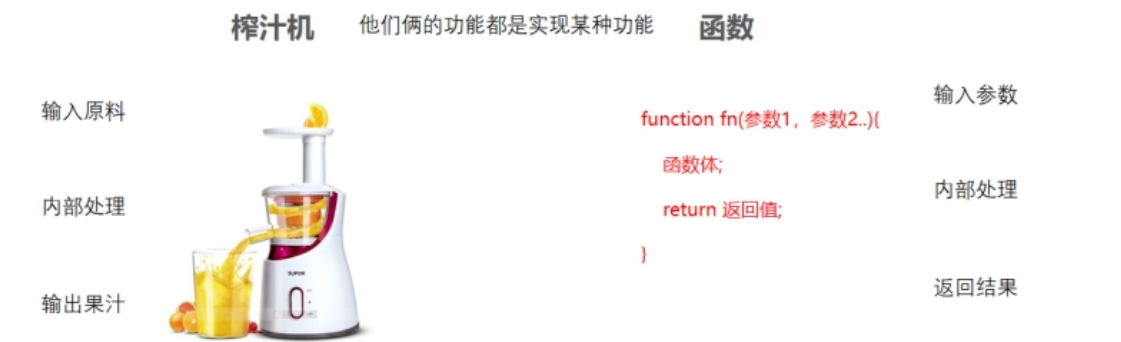 榨汁机
他们俩的功能都是实现某种功能
函数
输入原料
内部处理
输出果汁
SUPOR
function fn(参数1，参数2..){
函数体;
return 返回值;
}
输入参数
内部处理
返回结果